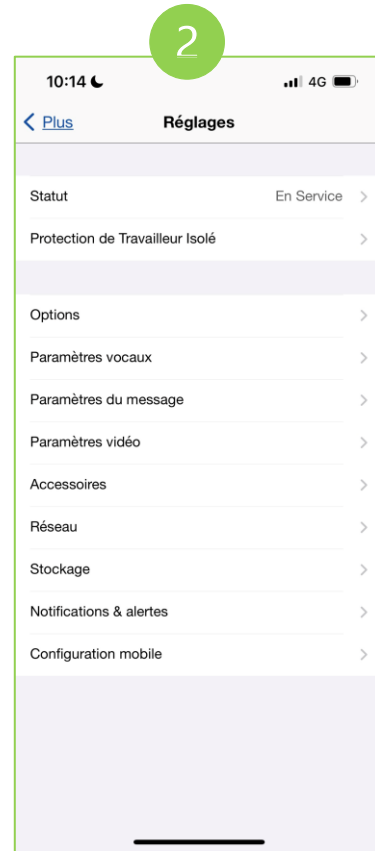 2
10:14
4G
Plus
Réglages
Statut En Service
Protection de Travailleur Isolé
Options
Paramètres vocaux
Paramètres du message
Paramètres vidéo
Accessoires
Réseau
Stockage
Notifications & alertes
Configuration mobile